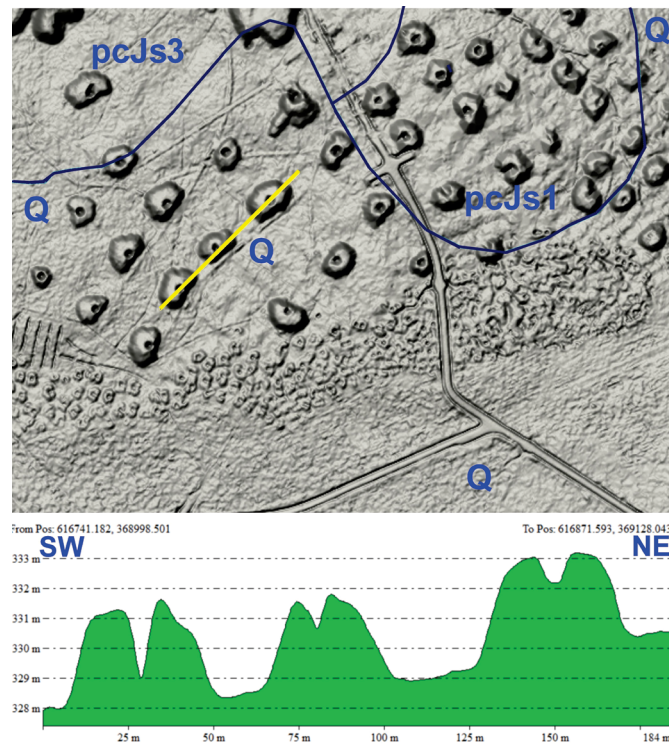 pcJs3
Q
Q
Q
pcJs1
Q
From Pos: 616741.182, 368998.501
To Pos: 616871.593, 369128.043
SW
NE
333 m
332 m
331 m
330 m
329 m
328 m
25 m
50 m
75 m
100 m
125 m
150 m
184 m